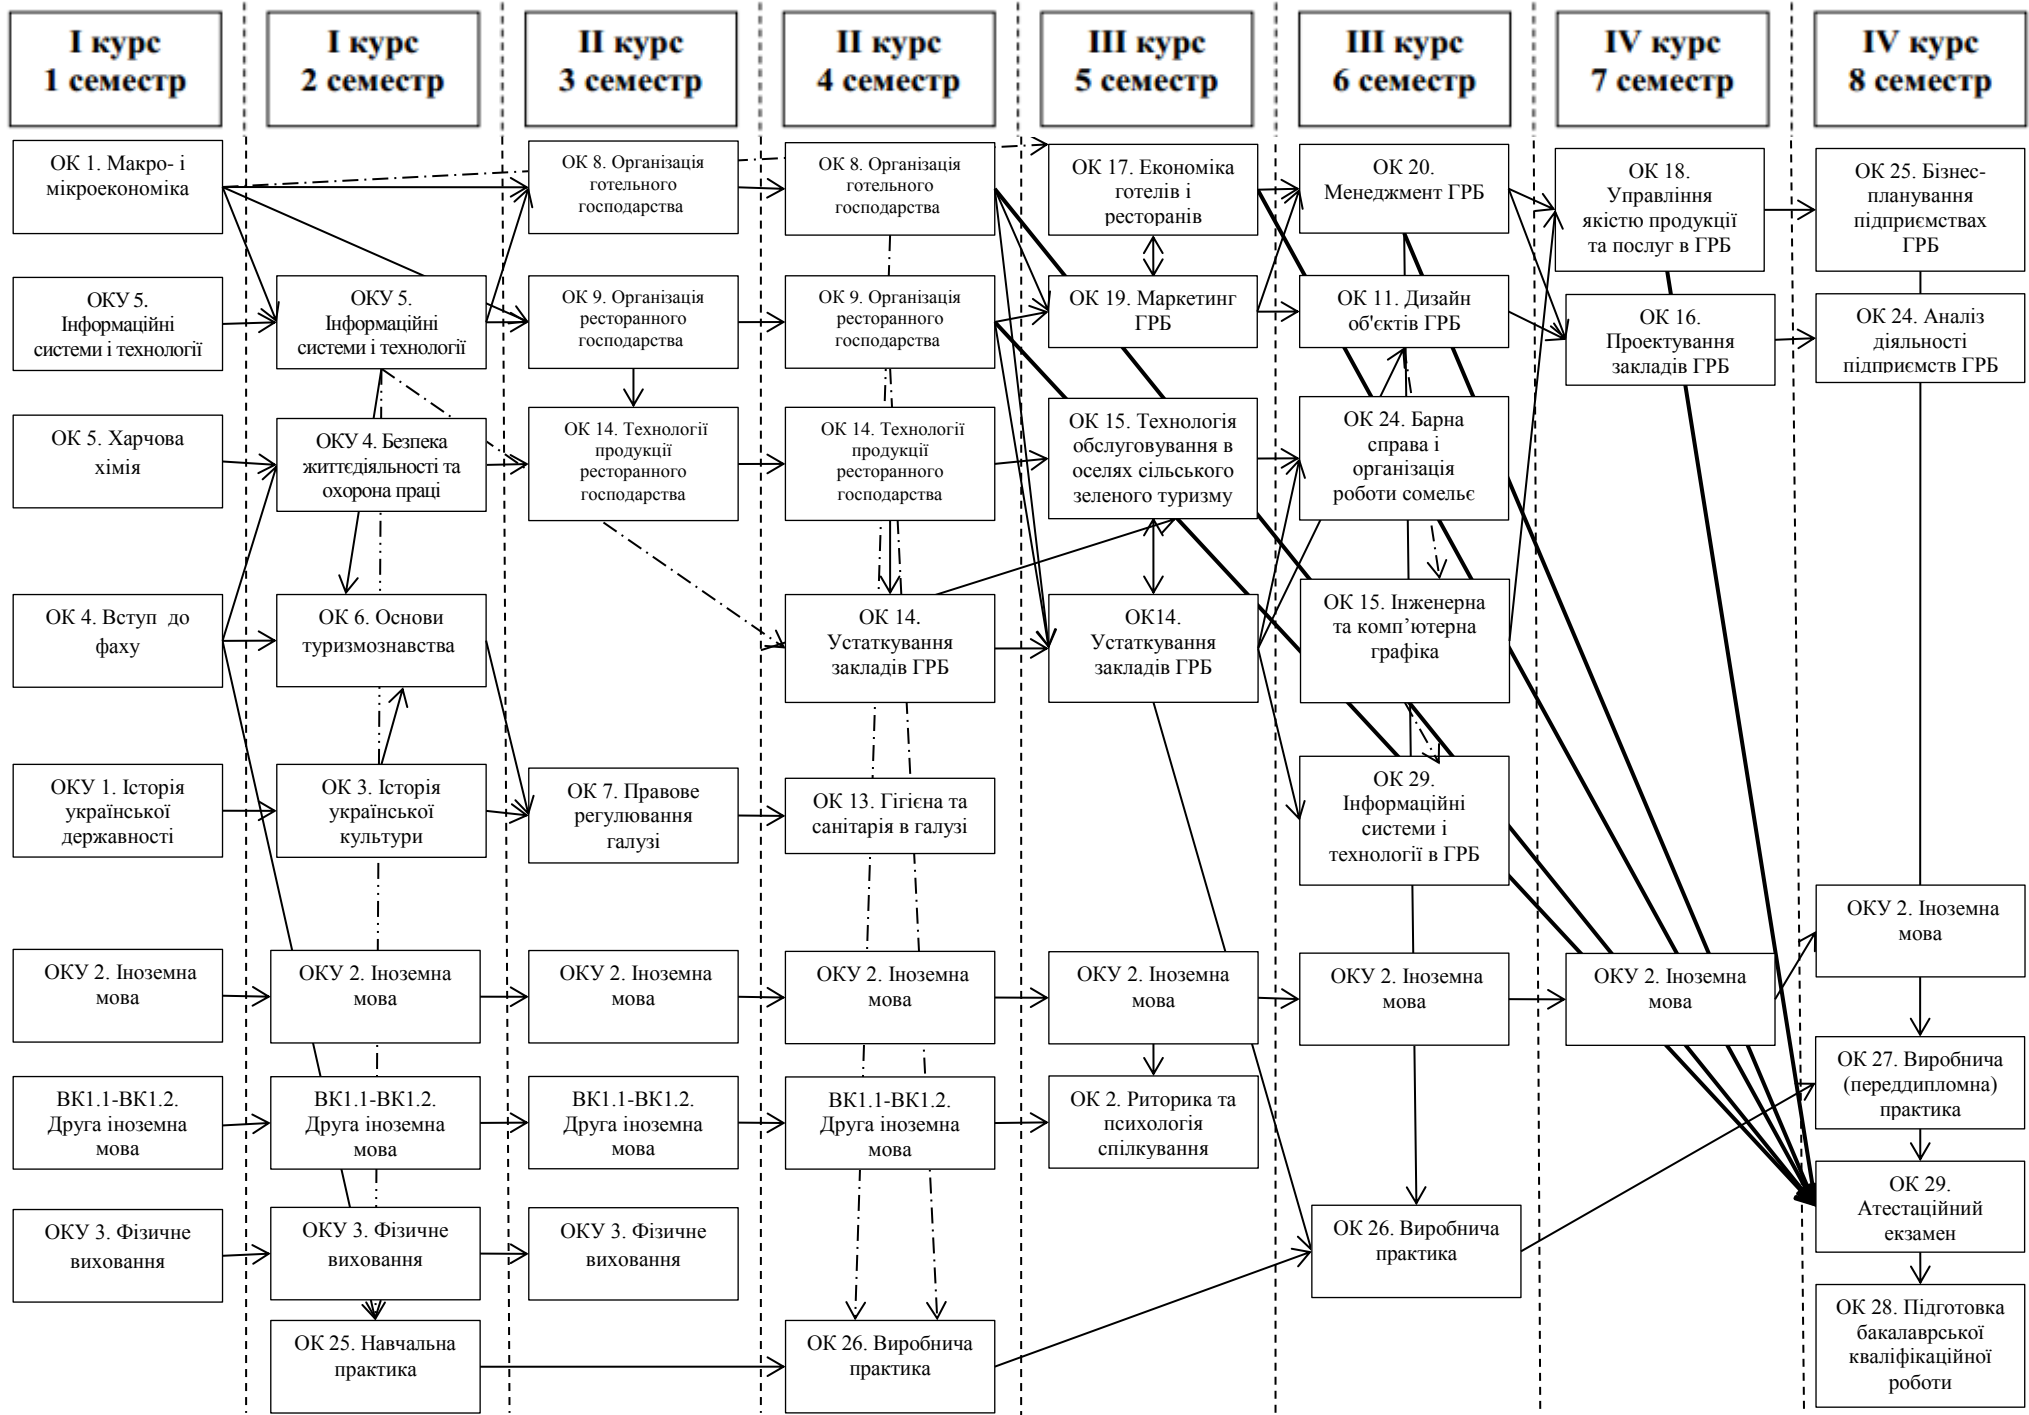 І курс
1 семестр
І курс
2 семестр
ІІ курс
3 семестр
ІІ курс
4 семестр
ІІІ курс
5 семестр
ІІІ курс
6 семестр
IV курс
7 семестр
IV курс
8 семестр
ОК 1. Макро- і
мікроекономіка
ОКУ 5.
Інформаційні
системи і технології
ОК 5. Харчова
хімія
ОК 4. Вступ до
фаху
ОКУ 1. Історія
української
державності
ОКУ 2. Іноземна
мова
ВК1.1-ВК1.2.
Друга іноземна
мова
ОКУ 3. Фізичне
виховання
ОКУ 5.
Інформаційні
системи і технології
ОКУ 4. Безпека
життєдіяльності та
охорона праці
ОК 6. Основи
туризмознавства
ОК 3. Історія
української
культури
ОКУ 2. Іноземна
мова
ВК1.1-ВК1.2.
Друга іноземна
мова
ОКУ 3. Фізичне
виховання
ОК 25. Навчальна
практика
ОК 8. Організація
готельного
господарства
ОК 9. Організація
ресторанного
господарства
ОК 14. Технології
продукції
ресторанного
господарства
ОК 7. Правове
регулювання
галузі
ОКУ 2. Іноземна
мова
ВК1.1-ВК1.2.
Друга іноземна
мова
ОКУ 3. Фізичне
виховання
ОК 8. Організація
готельного
господарства
ОК 9. Організація
ресторанного
господарства
ОК 14. Технології
продукції
ресторанного
господарства
ОК 14.
Устаткування
закладів ГРБ
ОК 13. Гігієна та
санітарія в галузі
ОКУ 2. Іноземна
мова
ВК1.1-ВК1.2.
Друга іноземна
мова
ОК 26. Виробнича
практика
ОК 17. Економіка
готелів і
ресторанів
ОК 19. Маркетинг
ГРБ
ОК 15. Технологія
обслуговування в
оселях сільського
зеленого туризму
ОК14.
Устаткування
закладів ГРБ
ОКУ 2. Іноземна
мова
ОК 2. Риторика та
психологія
спілкування
ОК 20.
Менеджмент ГРБ
ОК 11. Дизайн
об'єктів ГРБ
ОК 24. Барна
справа і
організація
роботи сомельє
ОК 15. Інженерна
та комп’ютерна
графіка
ОК 29.
Інформаційні
системи і
технології в ГРБ
ОКУ 2. Іноземна
мова
ОК 26. Виробнича
практика
ОК 18.
Управління
якістю продукції
та послуг в ГРБ
ОК 16.
Проектування
закладів ГРБ
ОКУ 2. Іноземна
мова
ОК 25. Бізнес-
планування
підприємствах
ГРБ
ОК 24. Аналіз
діяльності
підприємств ГРБ
ОКУ 2. Іноземна
мова
ОК 27. Виробнича
(переддипломна)
практика
ОК 29.
Атестаційний
екзамен
ОК 28. Підготовка
бакалаврської
кваліфікаційної
роботи